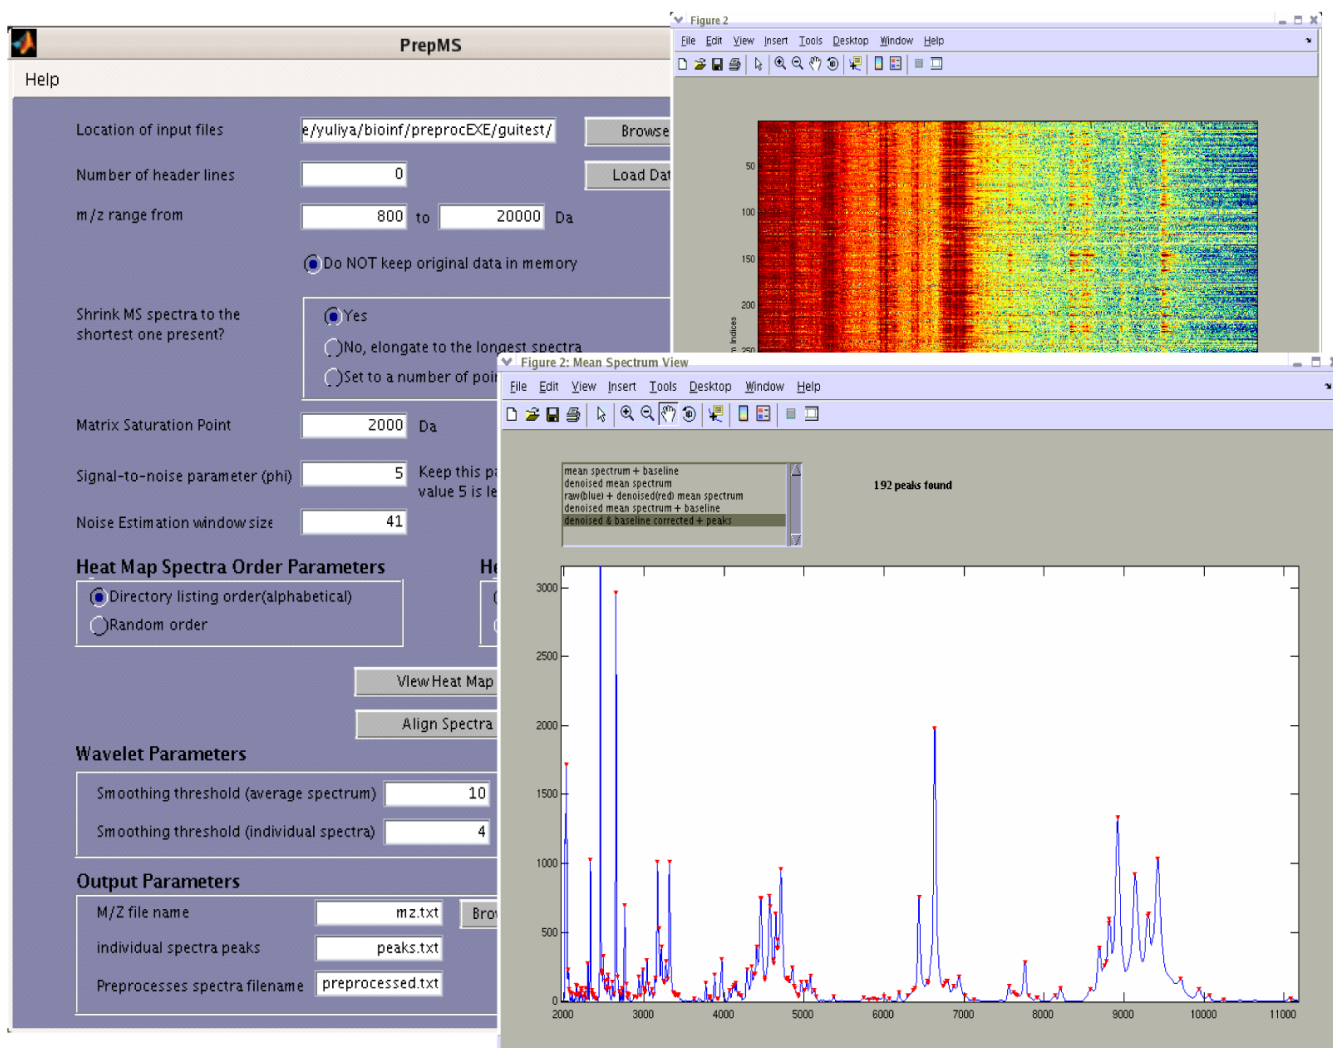 PrepMS
Help
Location of input files e/yuliya/bioinf/preprocEXE/guitest/ Browse
Number of header lines 0 Load Dat
m/z range from 800 to 20000 Da
Do NOT keep original data in memory
Shrink MS spectra to the
shortest one present?
Yes
No, elongate to the longest spectra
Set to a number of poi
Matrix Saturation Point 2000 Da
Signal-to-noise parameter (phi) 5 Keep this pa
value 5 is le
Noise Estimation window size 41
Heat Map Spectra Order Parameters He
Directory listing order(alphabetical)
Random order
View Heat Map
Align Spectra
Wavelet Parameters
Smoothing threshold (average spectrum) 10
Smoothing threshold (individual spectra) 4
Output Parameters
M/Z file name mz.txt Brow
individual spectra peaks peaks.txt
Preprocesses spectra filename preprocessed.txt
Figure 2
File Edit View Insert Tools Desktop Window Help
50
100
150
200
250
m Indices
Figure 2: Mean Spectrum View
File Edit View Insert Tools Desktop Window Help
mean spectrum + baseline
denoised mean spectrum
raw(blue) + denoised(red) mean spectrum
denoised mean spectrum + baseline
denoised & baseline corrected + peaks
192 peaks found
3000
2500
2000
1500
1000
500
0
2000 3000 4000 5000 6000 7000 8000 9000 10000 11000